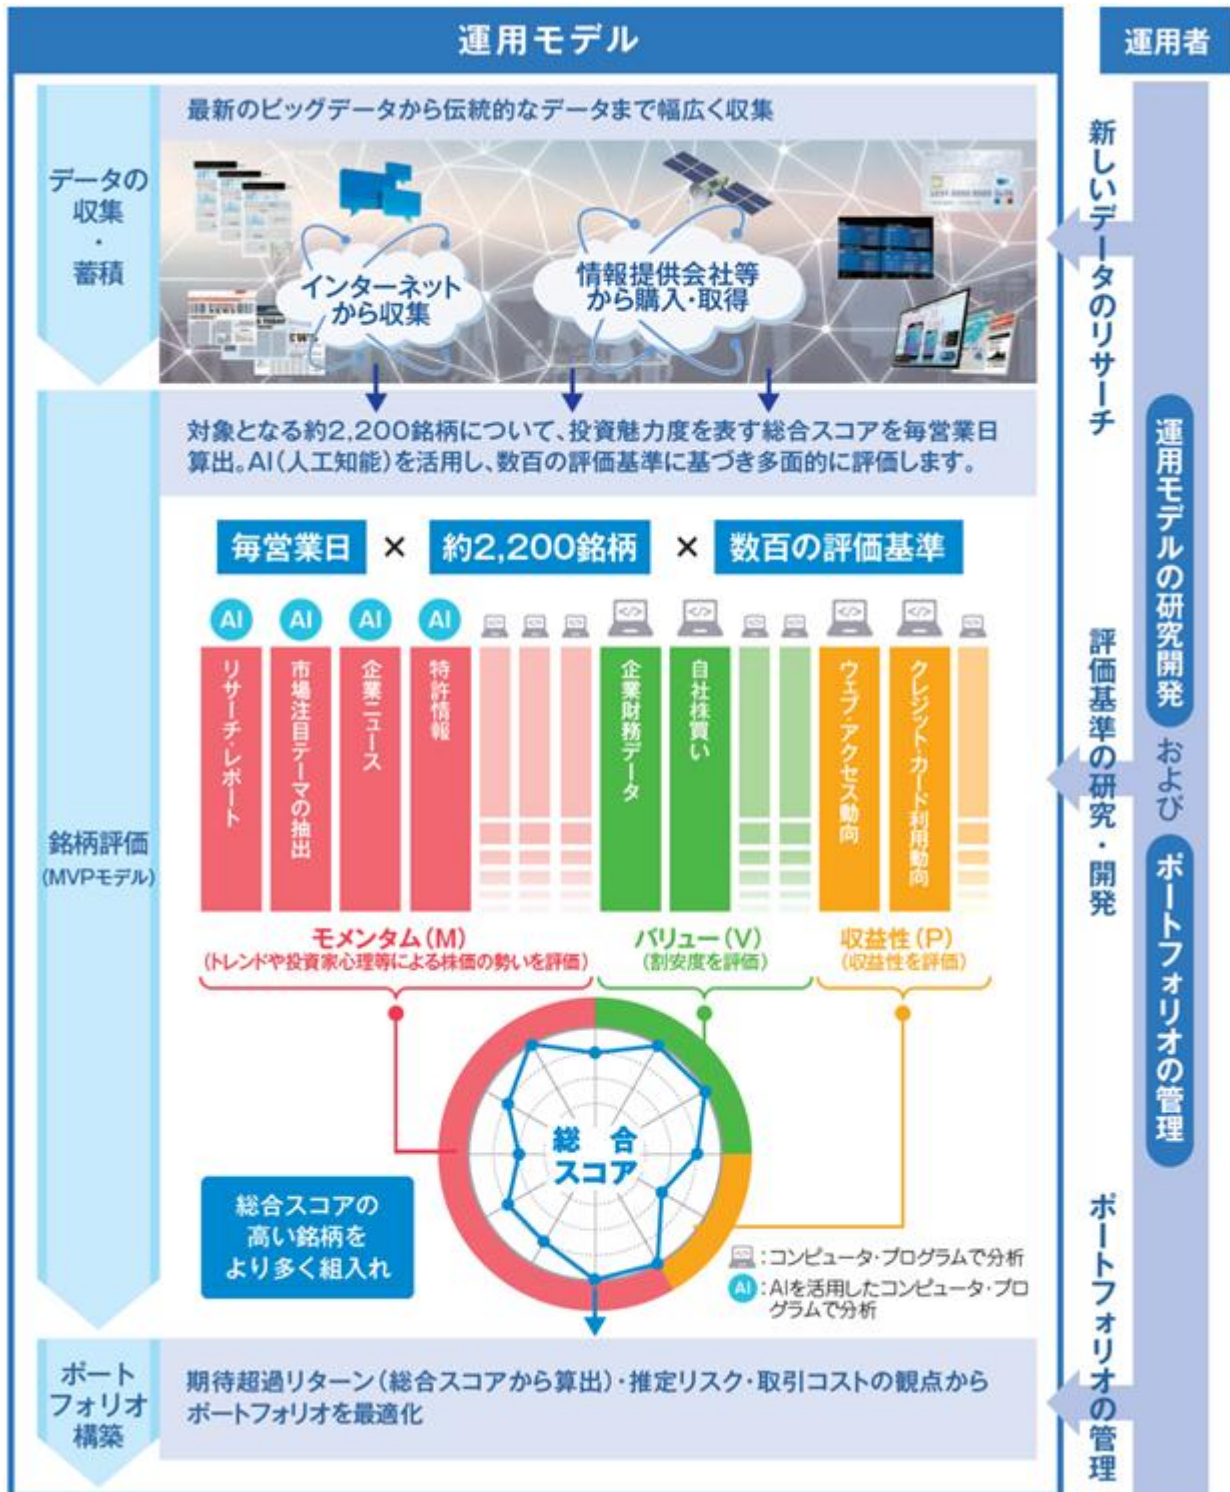 運用モデル
運用者
データの
収集
・
蓄積
最新のビッグデータから伝統的なデータまで幅広く収集
インターネット
から収集
情報提供会社等
から購入・取得
新しいデータのリサーチ
銘柄評価
(MVPモデル)
対象となる約2,200銘柄について、投資魅力度を表す総合スコアを毎営業日
算出。AI(人工知能)を活用し、数百の評価基準に基づき多面的に評価します。
毎営業日 × 約2,200銘柄 × 数百の評価基準
AI AI AI AI
リサーチ・レポート
市場注目テーマの抽出
企業ニュース
特許情報
企業財務データ
自社株買い
ウェブ・アクセス動向
クレジット・カード利用動向
モメンタム(M)
(トレンドや投資家心理等による株価の勢いを評価)
バリュー(V)
(割安度を評価)
収益性(P)
(収益性を評価)
評価基準の研究・開発
総合
スコア
総合スコアの
高い銘柄を
より多く組入れ
:コンピュータ・プログラムで分析
AI:AIを活用したコンピュータ・プロ
グラムで分析
ポート
フォリオ
構築
期待超過リターン(総合スコアから算出)・推定リスク・取引コストの観点から
ポートフォリオを最適化
ポートフォリオの管理
運用モデルの研究開発
および
ポートフォリオの管理